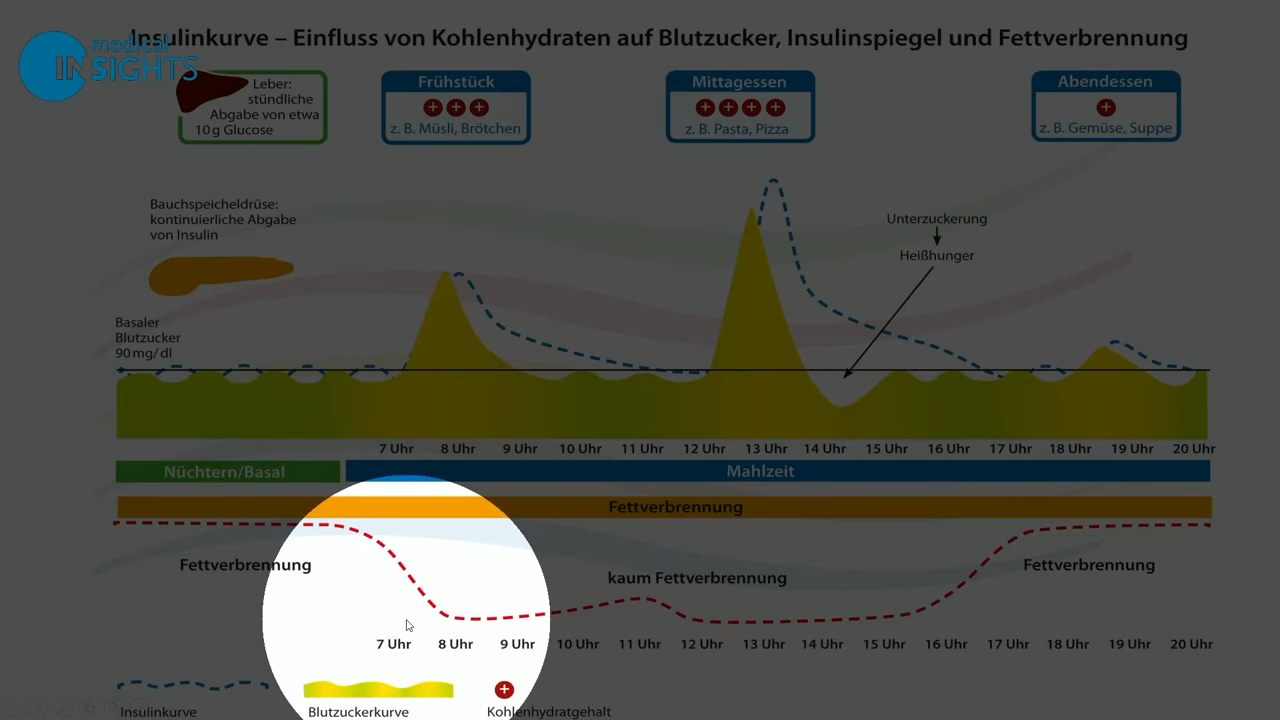 Insulinkurve – Einfluss von Kohlenhydraten auf Blutzucker, Insulinspiegel und Fettverbrennung
medical
INSIGHTS
Leber:
stündliche
Abgabe von etwa
10 g Glucose
Frühstück
+ + +
z. B. Müsli, Brötchen
Mittagessen
+ + + +
z. B. Pasta, Pizza
Abendessen
+
z. B. Gemüse, Suppe
Bauchspeicheldrüse:
kontinuierliche Abgabe
von Insulin
Unterzuckerung
Heißhunger
Basaler
Blutzucker
90 mg/dl
7 Uhr 8 Uhr 9 Uhr 10 Uhr 11 Uhr 12 Uhr 13 Uhr 14 Uhr 15 Uhr 16 Uhr 17 Uhr 18 Uhr 19 Uhr 20 Uhr
Nüchtern/Basal Mahlzeit
Fettverbrennung
Fettverbrennung kaum Fettverbrennung Fettverbrennung
7 Uhr 8 Uhr 9 Uhr 10 Uhr 11 Uhr 12 Uhr 13 Uhr 14 Uhr 15 Uhr 16 Uhr 17 Uhr 18 Uhr 19 Uhr 20 Uhr
+
Insulinkurve Blutzuckerkurve Kohlenhydratgehalt